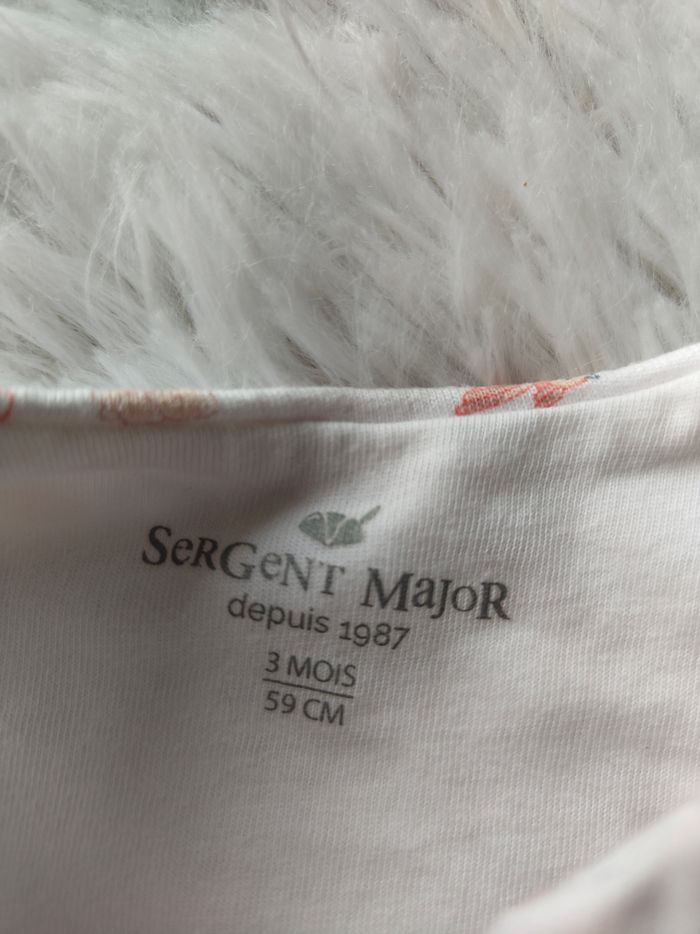 SeRGeNT MajoR
depuis 1987
3 MOIS
59 CM